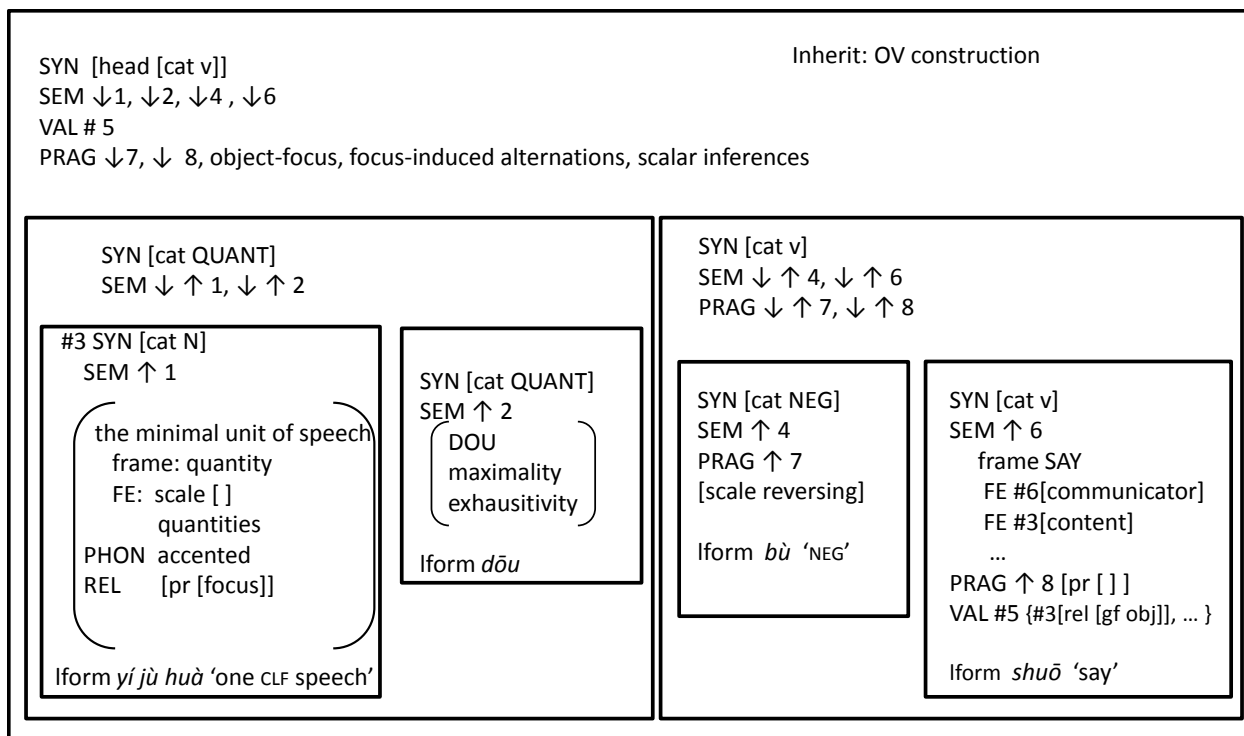 Inherit: OV construction
SYN [head [cat v]]
SEM ↓1, ↓2, ↓4 , ↓6
VAL # 5
PRAG ↓7, ↓ 8, object-focus, focus-induced alternations, scalar inferences
SYN [cat QUANT]
SEM ↓ ↑ 1, ↓ ↑ 2
#3 SYN [cat N]
SEM ↑ 1
the minimal unit of speech
frame: quantity
FE: scale [ ]
quantities
PHON accented
REL [pr [focus]]
lform yí jù huà ‘one CLF speech’
SYN [cat QUANT]
SEM ↑ 2
DOU
maximality
exhausitivity
lform dōu
SYN [cat v]
SEM ↓ ↑ 4, ↓ ↑ 6
PRAG ↓ ↑ 7, ↓ ↑ 8
SYN [cat NEG]
SEM ↑ 4
PRAG ↑ 7
[scale reversing]
lform bù ‘NEG’
SYN [cat v]
SEM ↑ 6
frame SAY
FE #6[communicator]
FE #3[content]
...
PRAG ↑ 8 [pr [ ] ]
VAL #5 {#3[rel [gf obj]], ... }
lform shuō ‘say’